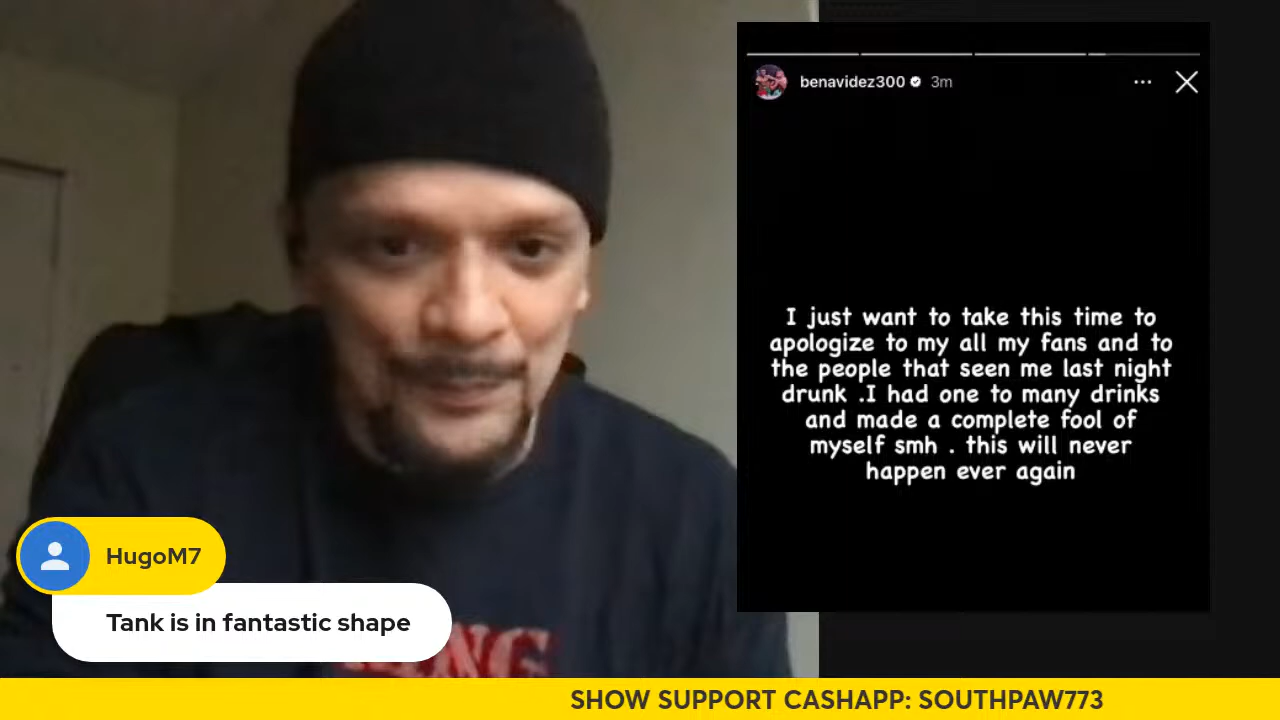 benavidez300 3m
I just want to take this time to
apologize to my all my fans and to
the people that seen me last night
drunk .I had one to many drinks
and made a complete fool of
myself smh . this will never
happen ever again
HugoM7
Tank is in fantastic shape
SHOW SUPPORT CASHAPP: SOUTHPAW773